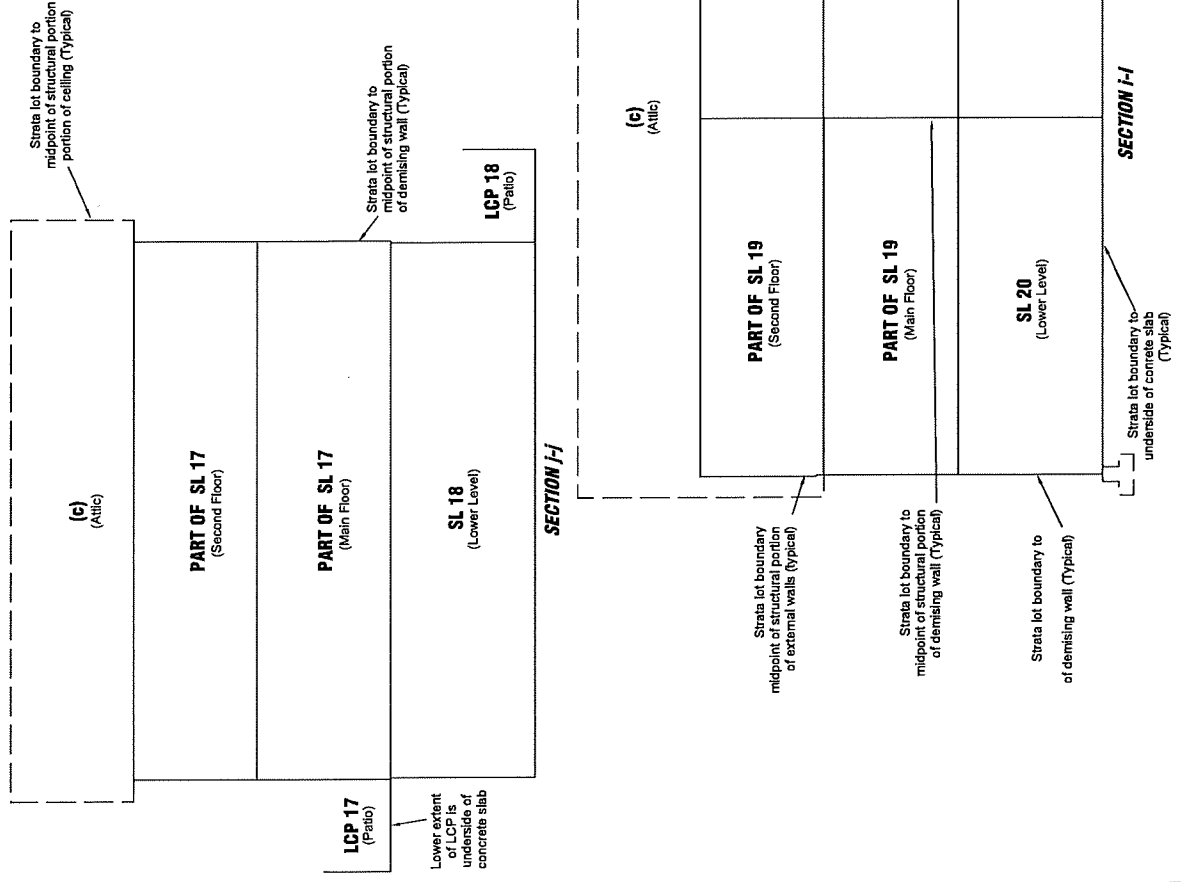 Strata lot boundary to
midpoint of structural portion
portion of ceiling (Typical)
(c)
(Attic)
Strata lot boundary to
midpoint of structural portion
of demising wall (Typical)
PART OF SL 17
(Second Floor)
PART OF SL 17
(Main Floor)
LCP 18
(Patio)
LCP 17
(Patio)
SL 18
(Lower Level)
Lower extent
of LCP is
underside of
concrete slab
SECTION j-j
(c)
(Attic)
PART OF SL 19
(Second Floor)
PART OF SL 19
(Main Floor)
SL 20
(Lower Level)
Strata lot boundary
midpoint of structural portion
of external walls (typical)
Strata lot boundary to
midpoint of structural portion
of demising wall (Typical)
Strata lot boundary to
of demising wall (Typical)
Strata lot boundary to
underside of conrete slab
(Typical)
SECTION i-i